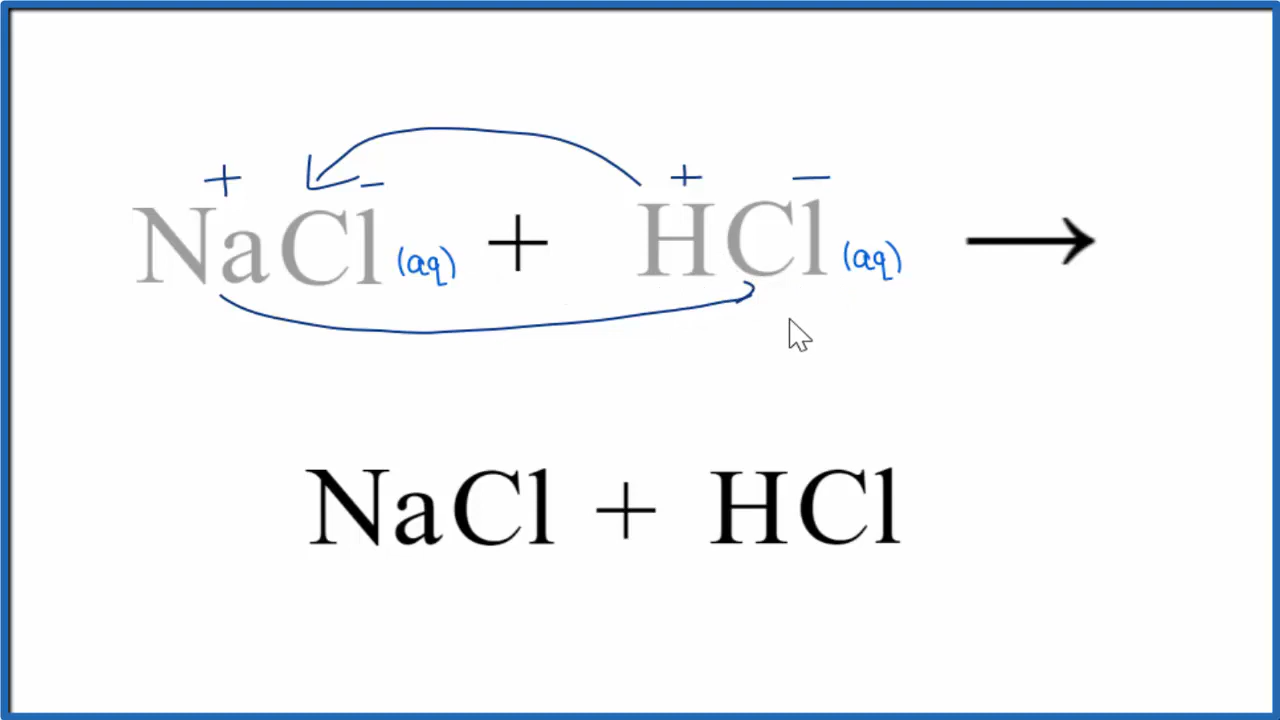 + − + −
NaCl(aq) + HCl(aq) →
NaCl + HCl